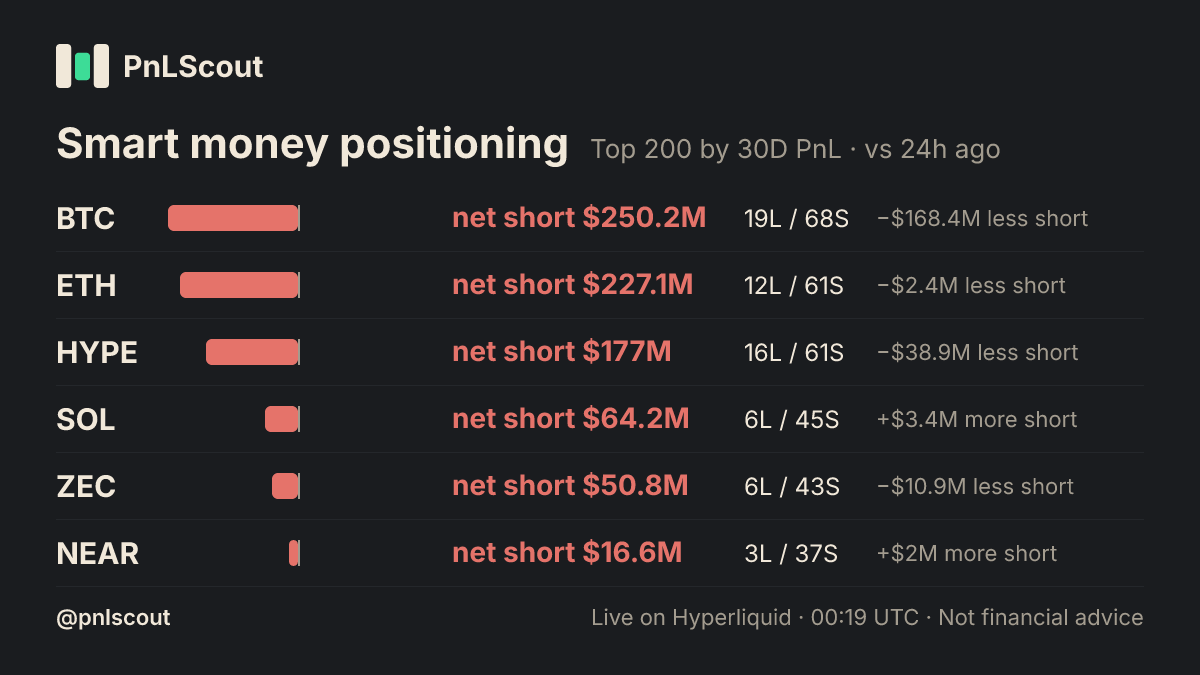 PnLScout
Smart money positioning Top 200 by 30D PnL · vs 24h ago
BTC net short $250.2M 19L / 68S −$168.4M less short
ETH net short $227.1M 12L / 61S −$2.4M less short
HYPE net short $177M 16L / 61S −$38.9M less short
SOL net short $64.2M 6L / 45S +$3.4M more short
ZEC net short $50.8M 6L / 43S −$10.9M less short
NEAR net short $16.6M 3L / 37S +$2M more short
@pnlscout Live on Hyperliquid · 00:19 UTC · Not financial advice